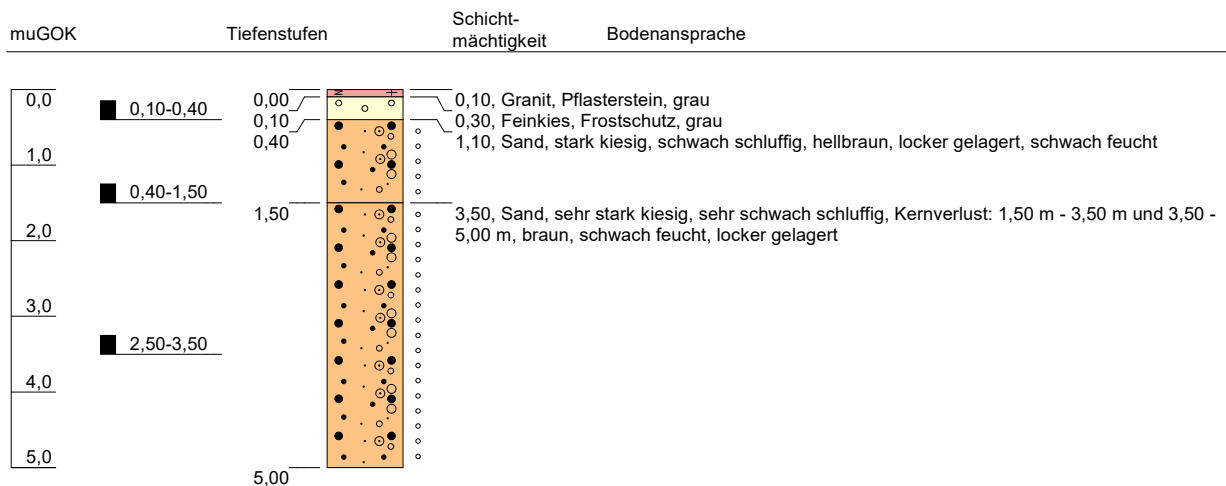 muGOK Tiefenstufen Schicht-
mächtigkeit Bodenansprache
0,0 0,10-0,40 0,00 0,10, Granit, Pflasterstein, grau
0,10 0,30, Feinkies, Frostschutz, grau
0,40 1,10, Sand, stark kiesig, schwach schluffig, hellbraun, locker gelagert, schwach feucht
1,0
0,40-1,50
1,50 3,50, Sand, sehr stark kiesig, sehr schwach schluffig, Kernverlust: 1,50 m - 3,50 m und 3,50 -
2,0 5,00 m, braun, schwach feucht, locker gelagert
3,0
2,50-3,50
4,0
5,0
5,00